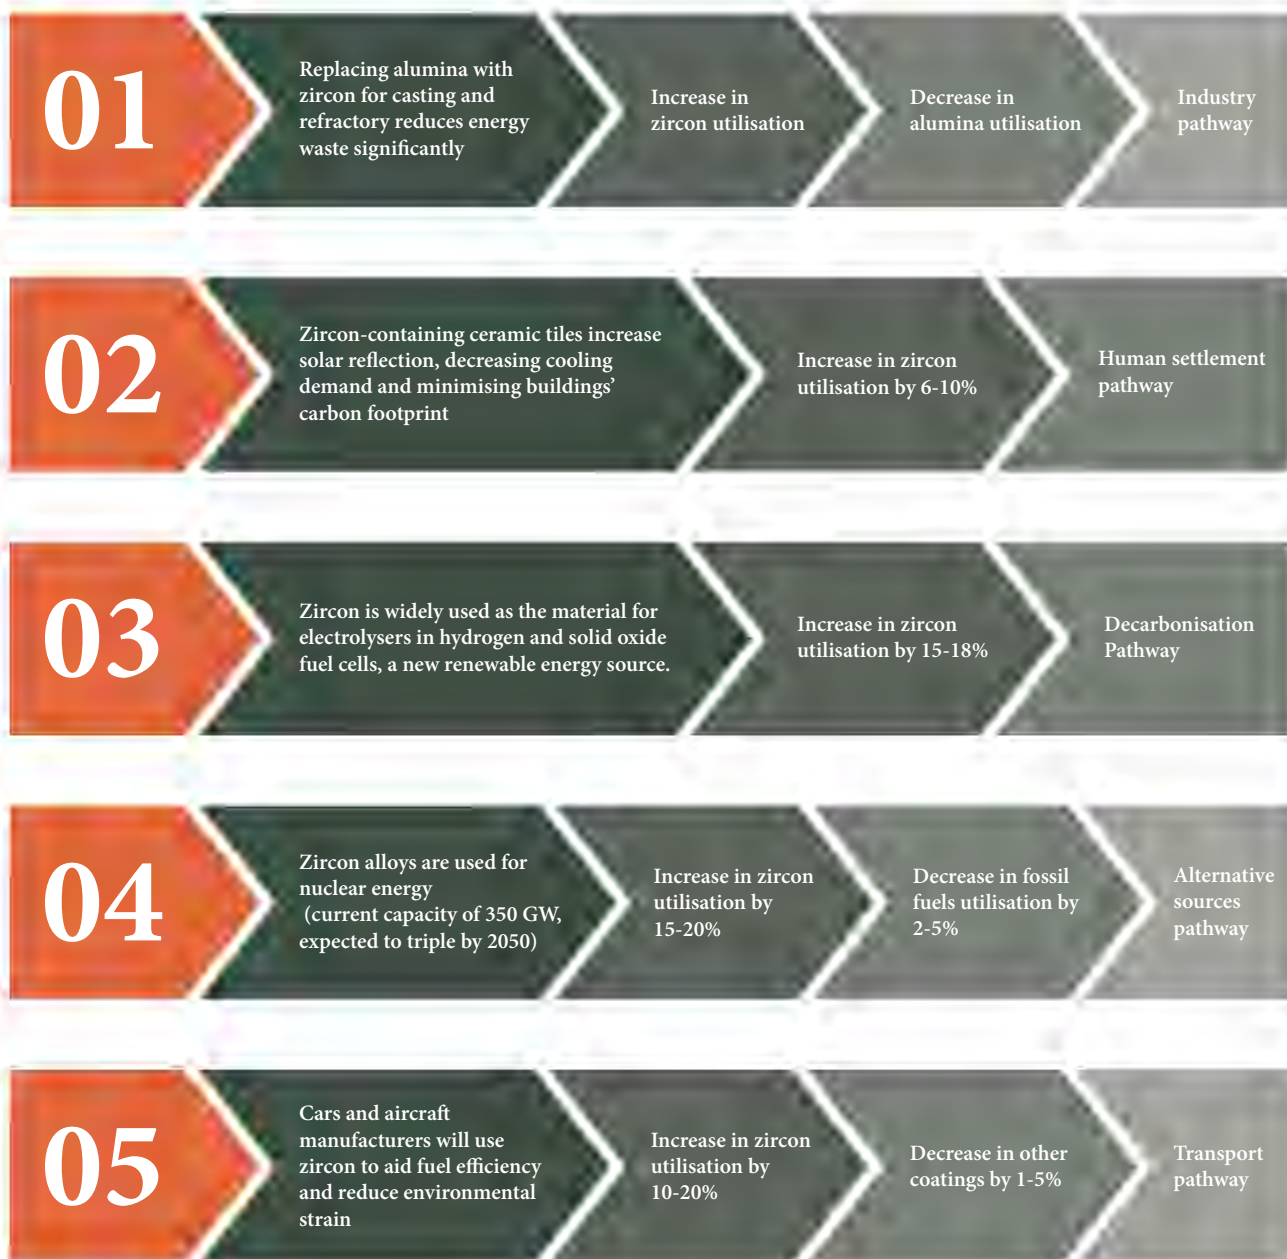 01
Replacing alumina with
zircon for casting and
refractory reduces energy
waste significantly
Increase in
zircon utilisation
Decrease in
alumina utilisation
Industry
pathway
02
Zircon-containing ceramic tiles increase
solar reflection, decreasing cooling
demand and minimising buildings’
carbon footprint
Increase in zircon
utilisation by 6-10%
Human settlement
pathway
03
Zircon is widely used as the material for
electrolysers in hydrogen and solid oxide
fuel cells, a new renewable energy source.
Increase in zircon
utilisation by 15-18%
Decarbonisation
Pathway
04
Zircon alloys are used for
nuclear energy
(current capacity of 350 GW,
expected to triple by 2050)
Increase in zircon
utilisation by
15-20%
Decrease in fossil
fuels utilisation by
2-5%
Alternative
sources
pathway
05
Cars and aircraft
manufacturers will use
zircon to aid fuel efficiency
and reduce environmental
strain
Increase in zircon
utilisation by
10-20%
Decrease in other
coatings by 1-5%
Transport
pathway